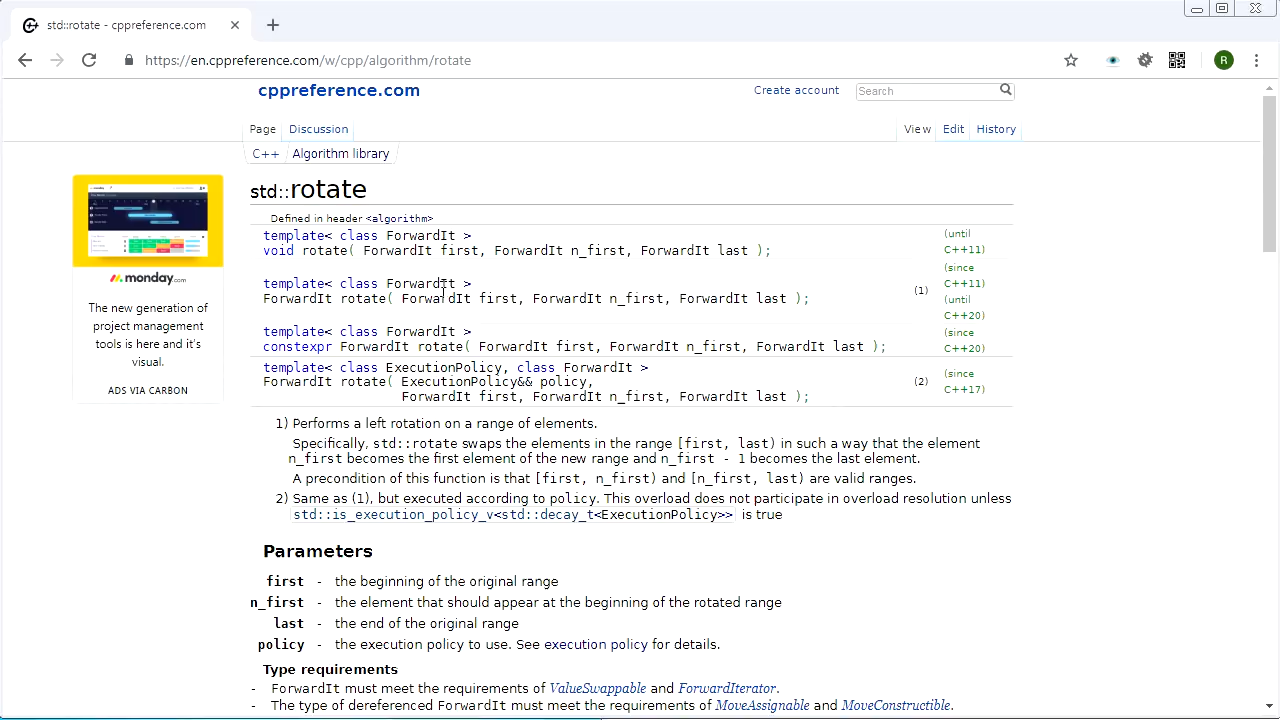 std::rotate - cppreference.com
https://en.cppreference.com/w/cpp/algorithm/rotate
R
cppreference.com
Create account
Search
Page Discussion
View Edit History
C++ Algorithm library
monday.com
The new generation of
project management
tools is here and it's
visual.
ADS VIA CARBON
std::rotate
Defined in header <algorithm>
template< class ForwardIt >
void rotate( ForwardIt first, ForwardIt n_first, ForwardIt last );
(until
C++11)
template< class ForwardIt >
ForwardIt rotate( ForwardIt first, ForwardIt n_first, ForwardIt last );
(1)
(since
C++11)
(until
C++20)
template< class ForwardIt >
constexpr ForwardIt rotate( ForwardIt first, ForwardIt n_first, ForwardIt last );
(since
C++20)
template< class ExecutionPolicy, class ForwardIt >
ForwardIt rotate( ExecutionPolicy&& policy,
ForwardIt first, ForwardIt n_first, ForwardIt last );
(2)
(since
C++17)
1) Performs a left rotation on a range of elements.
Specifically, std::rotate swaps the elements in the range [first, last) in such a way that the element
n_first becomes the first element of the new range and n_first - 1 becomes the last element.
A precondition of this function is that [first, n_first) and [n_first, last) are valid ranges.
2) Same as (1), but executed according to policy. This overload does not participate in overload resolution unless
std::is_execution_policy_v<std::decay_t<ExecutionPolicy>> is true
Parameters
first - the beginning of the original range
n_first - the element that should appear at the beginning of the rotated range
last - the end of the original range
policy - the execution policy to use. See execution policy for details.
Type requirements
- ForwardIt must meet the requirements of ValueSwappable and ForwardIterator.
- The type of dereferenced ForwardIt must meet the requirements of MoveAssignable and MoveConstructible.